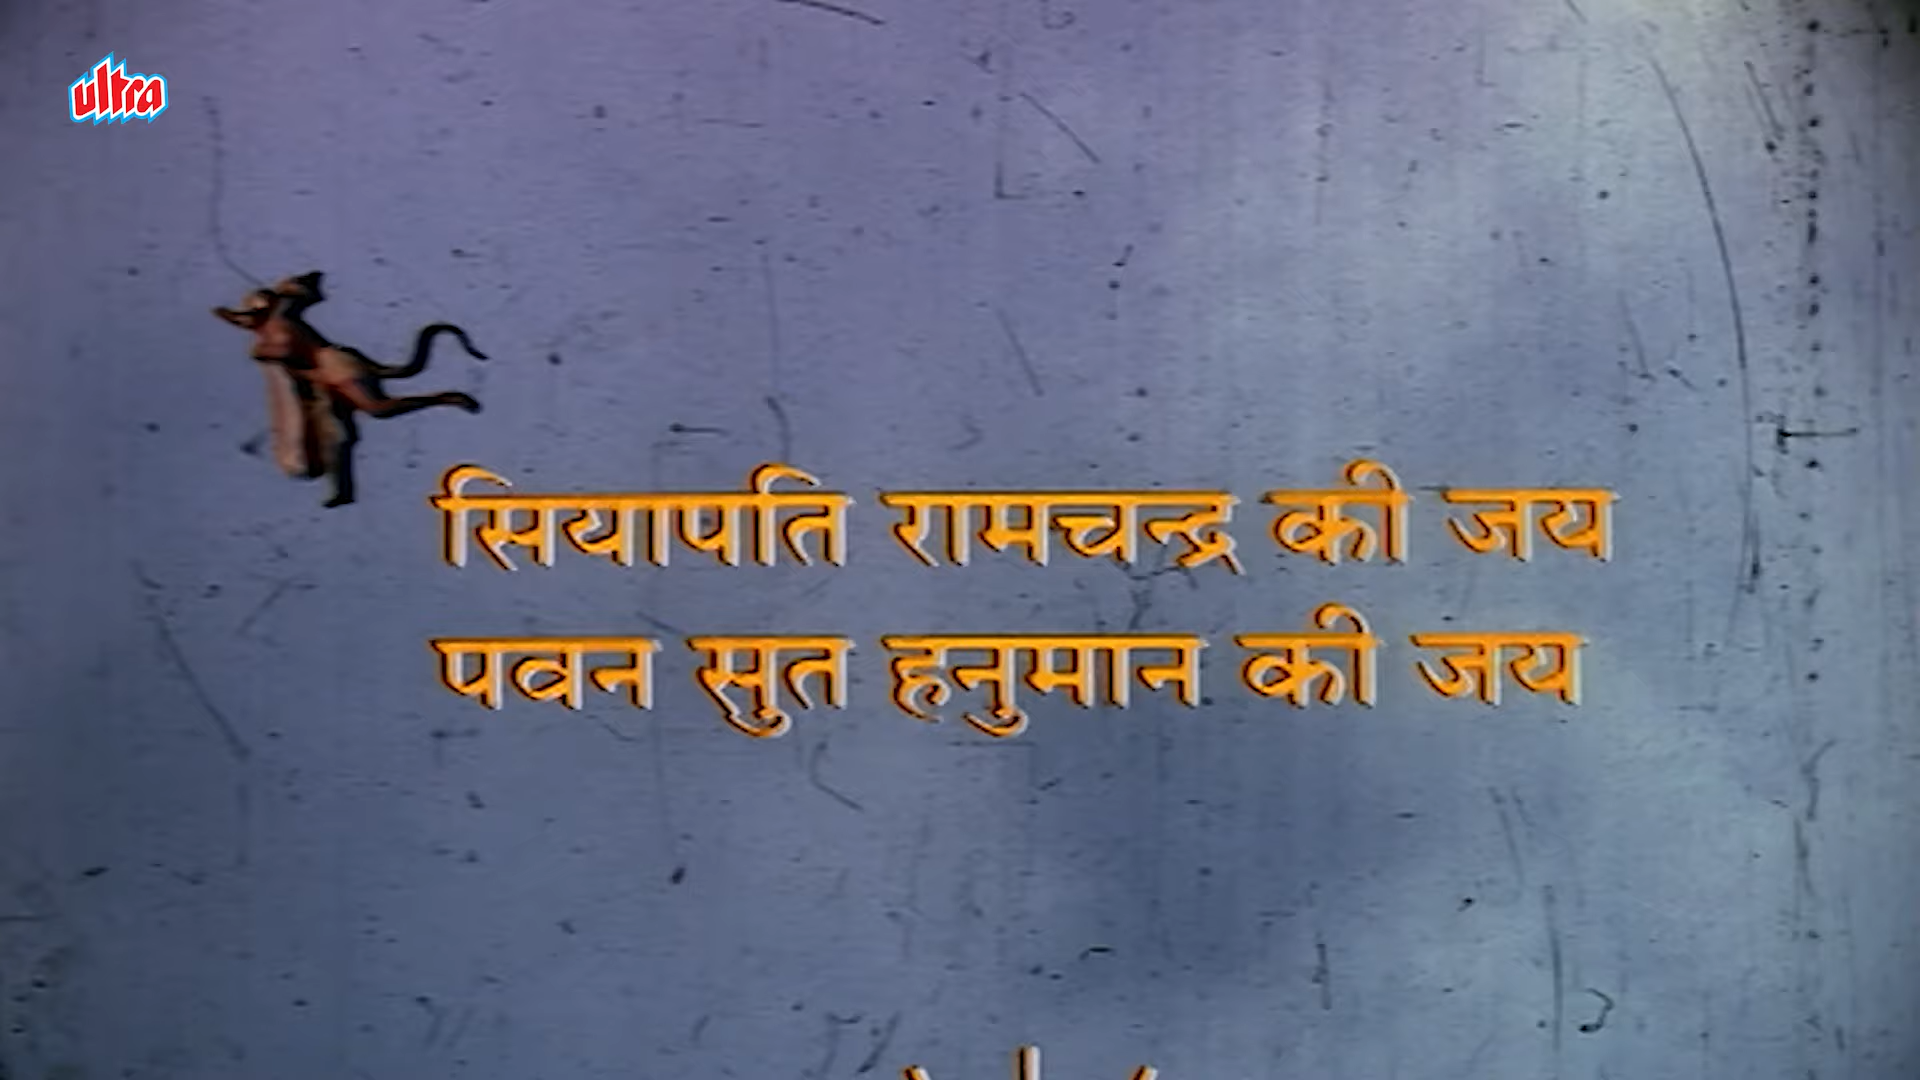 ultra
सियापति रामचन्द्र की जय
पवन सुत हनुमान की जय